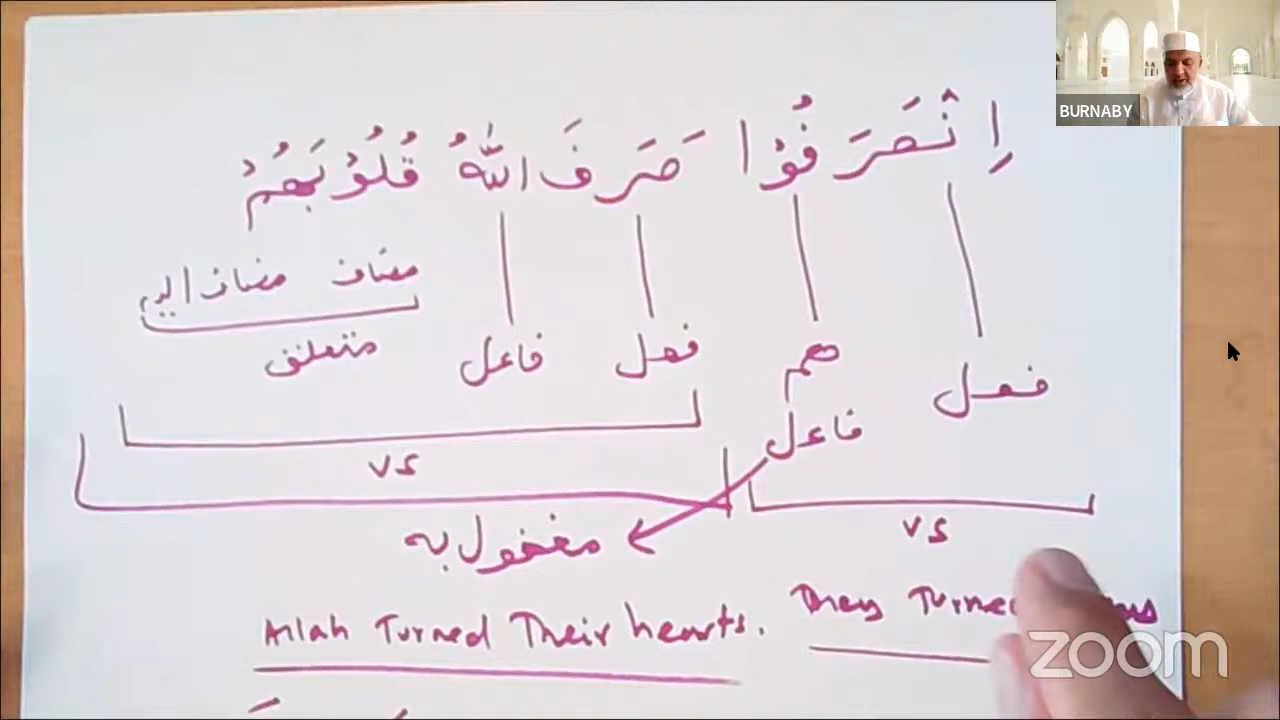 BURNABY
اِنْصَرَفُوْا صَرَفَ اللّٰهُ قُلُوْبَهُمْ
مضاف مضاف اليه
فعل هم فعل فاعل متعلق
فاعل
VS
VS
مفعول به
They Turned
Allah Turned Their hearts.
zoom